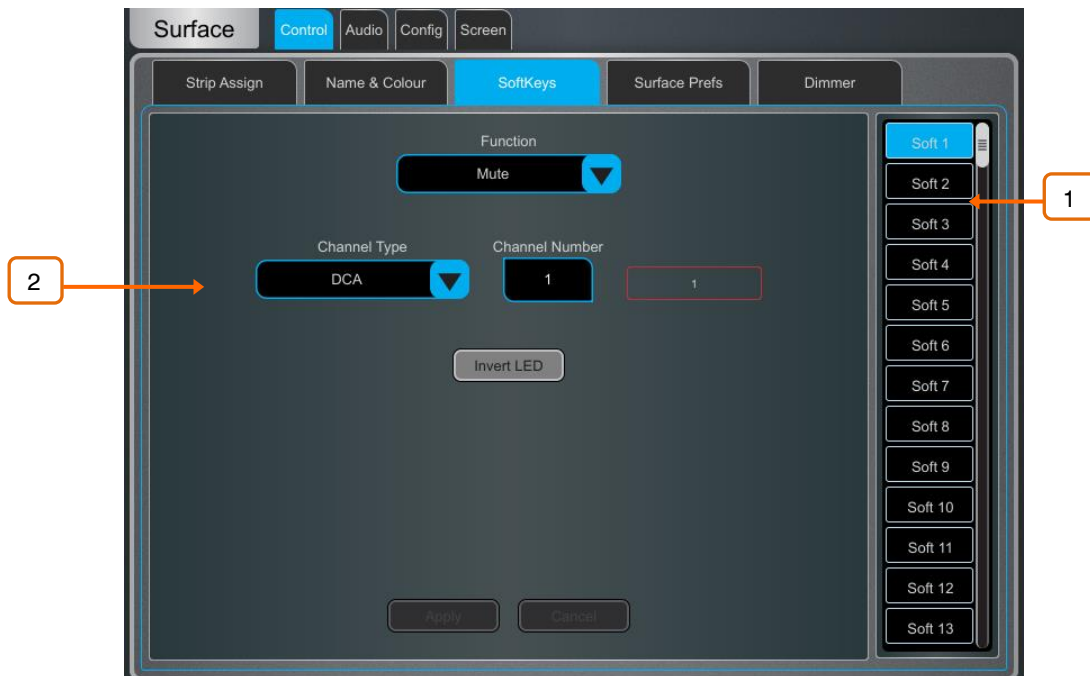 Surface Control Audio Config Screen
Strip Assign Name & Colour SoftKeys Surface Prefs Dimmer
Function
Mute
Channel Type Channel Number
DCA 1 1
Invert LED
Apply Cancel
Soft 1
Soft 2
Soft 3
Soft 4
Soft 5
Soft 6
Soft 7
Soft 8
Soft 9
Soft 10
Soft 11
Soft 12
Soft 13
1
2